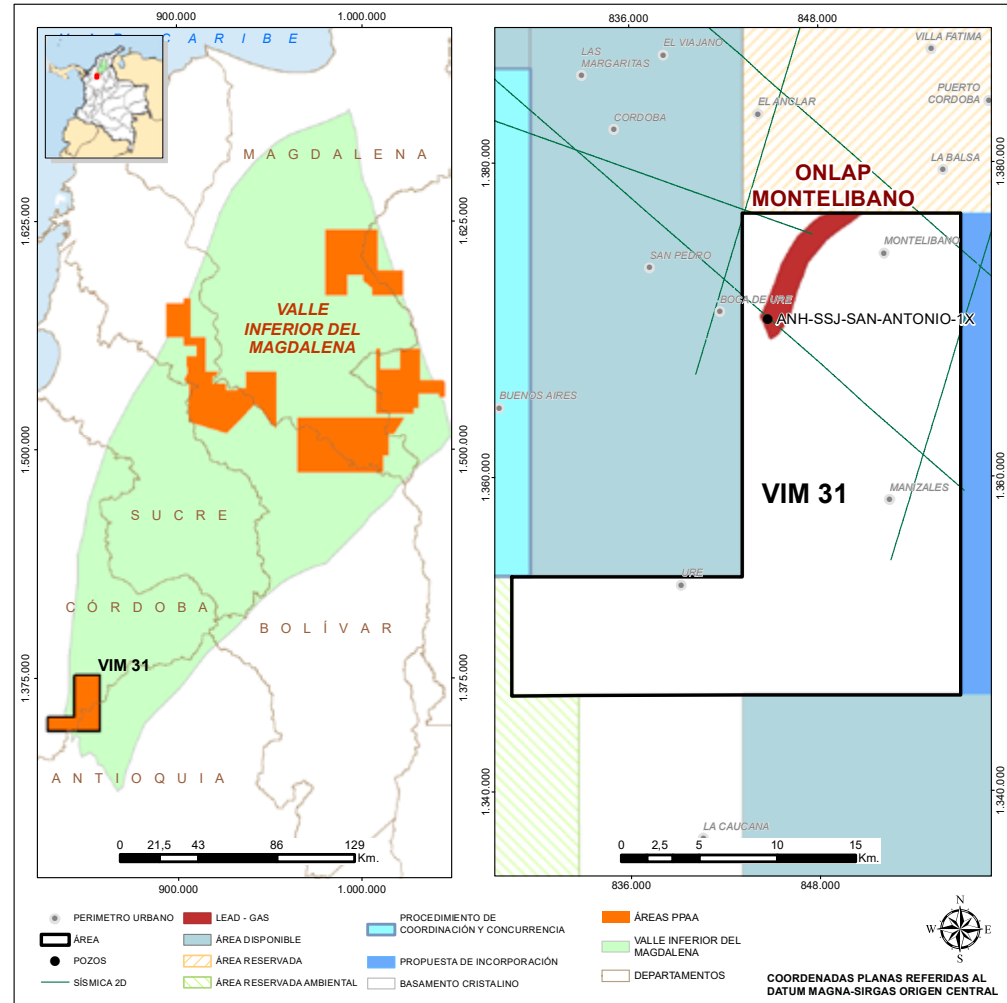 900.000
1.000.000
836.000
848.000
M A R C A R I B E
M A G D A L E N A
1.625.000
1.625.000
VALLE
INFERIOR DEL
MAGDALENA
1.500.000
1.500.000
S U C R E
C Ó R D O B A
B O L Í V A R
VIM 31
1.375.000
1.375.000
A N T I O Q U I A
0 21,5 43 86 129
Km.
900.000
1.000.000
LAS
MARGARITAS
EL VIAJANO
VILLA FATIMA
PUERTO
CORDOBA
EL ANCLAR
CORDOBA
1.380.000
1.380.000
LA BALSA
ONLAP
MONTELIBANO
MONTELIBANO
SAN PEDRO
BOCA DE URE
ANH-SSJ-SAN-ANTONIO-1X
BUENOS AIRES
1.360.000
1.360.000
VIM 31
MANIZALES
URE
1.340.000
1.340.000
LA CAUCANA
0 2,5 5 10 15
Km.
836.000
848.000
PERIMETRO URBANO
ÁREA
POZOS
SÍSMICA 2D
LEAD - GAS
ÁREA DISPONIBLE
ÁREA RESERVADA
ÁREA RESERVADA AMBIENTAL
PROCEDIMIENTO DE
COORDINACIÓN Y CONCURRENCIA
PROPUESTA DE INCORPORACIÓN
BASAMENTO CRISTALINO
ÁREAS PPAA
VALLE INFERIOR DEL
MAGDALENA
DEPARTAMENTOS
N
W E
S
COORDENADAS PLANAS REFERIDAS AL
DATUM MAGNA-SIRGAS ORIGEN CENTRAL